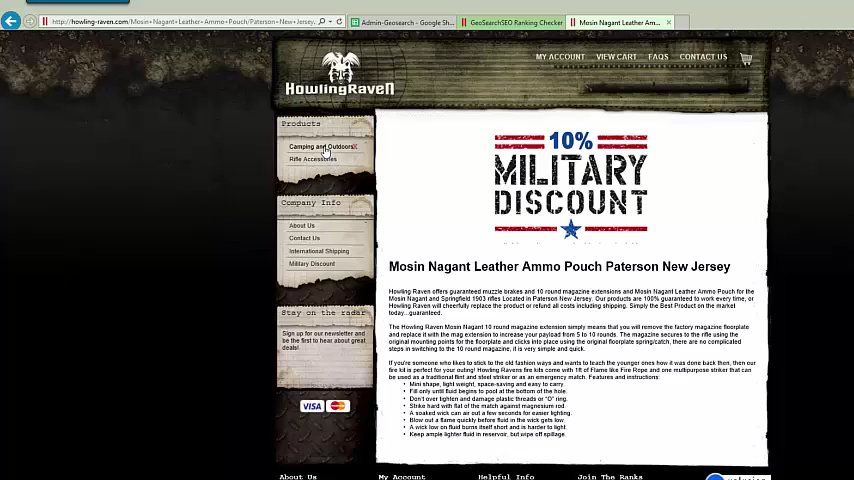 http://howling-raven.com/Mosin+Nagant+Leather+Ammo+Pouch/Paterson+New+Jersey.
Admin-Geosearch - Google Sh...
GeoSearchSEO Ranking Checker
Mosin Nagant Leather Am...
MY ACCOUNT VIEW CART FAQS CONTACT US
HOWLINGRAVEN
Products
Camping and Outdoors
Rifle Accessories
Company Info
About Us
Contact Us
International Shipping
Military Discount
Stay on the radar
Sign up for our newsletter and
be the first to hear about great
deals!
VISA MasterCard
10%
MILITARY
DISCOUNT
Mosin Nagant Leather Ammo Pouch Paterson New Jersey
Howling Raven offers guaranteed muzzle brakes and 10 round magazine extensions and Mosin Nagant Leather Ammo Pouch for the
Mosin Nagant and Springfield 1903 rifles Located in Paterson New Jersey. Our products are 100% guaranteed to work every time, or
Howling Raven will cheerfully replace the product or refund all costs including shipping. Simply the Best Product on the market
today...guaranteed.
The Howling Raven Mosin Nagant 10 round magazine extension simply means that you will remove the factory magazine floorplate
and replace it with the mag extension to increase your payload from 5 to 10 rounds. The magazine secures to the rifle using the
original mounting points for the floorplate and clicks into place using the original floorplate spring/catch, there are no complicated
steps in switching to the 10 round magazine, it is very simple and quick.
If you're someone who likes to stick to the old fashion ways and wants to teach the younger ones how it was done back then, then our
fire kit is perfect for your outing! Howling Ravens fire kits come with 1ft of Flame like Fire Rope and one multipurpose striker that can
be used as a traditional flint and steel striker or as an emergency match. Features and instructions:
• Mini shape, light weight, space-saving and easy to carry.
• Fill only until fluid begins to pool at the bottom of the hole.
• Don't over tighten and damage plastic threads or "O" ring.
• Strike hard with flat of the match against magnesium rod.
• A soaked wick can air out a few seconds for easier lighting.
• Blow out a flame quickly before fluid in the wick gets low.
• A wick low on fluid burns itself short and is harder to light.
• Keep ample lighter fluid in reservoir, but wipe off spillage.
About Us My Account Helpful Info Join The Ranks